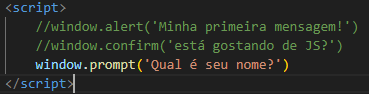 <script>
//window.alert('Minha primeira mensagem!')
//window.confirm('está gostando de JS?')
window.prompt('Qual é seu nome?')
</script>